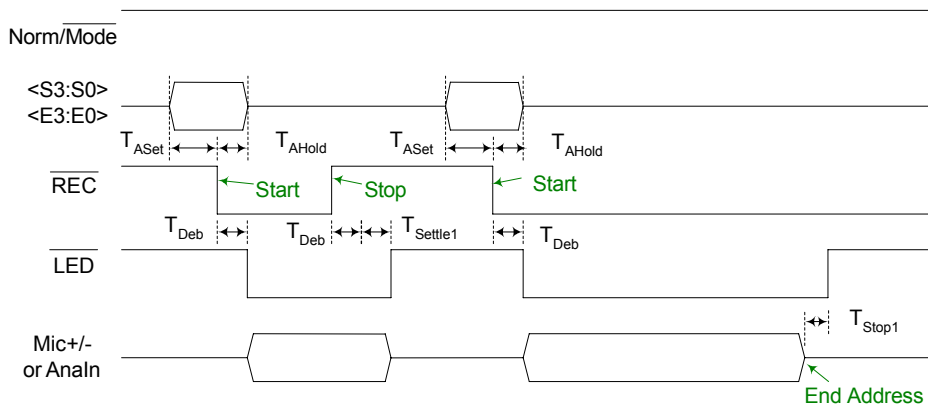 Norm/Mode
<S3:S0>
<E3:E0>
TASet
TAHold
TASet
TAHold
REC
Start
Stop
Start
TDeb
TDeb
TSettle1
TDeb
LED
TStop1
Mic+/-
or AnaIn
End Address